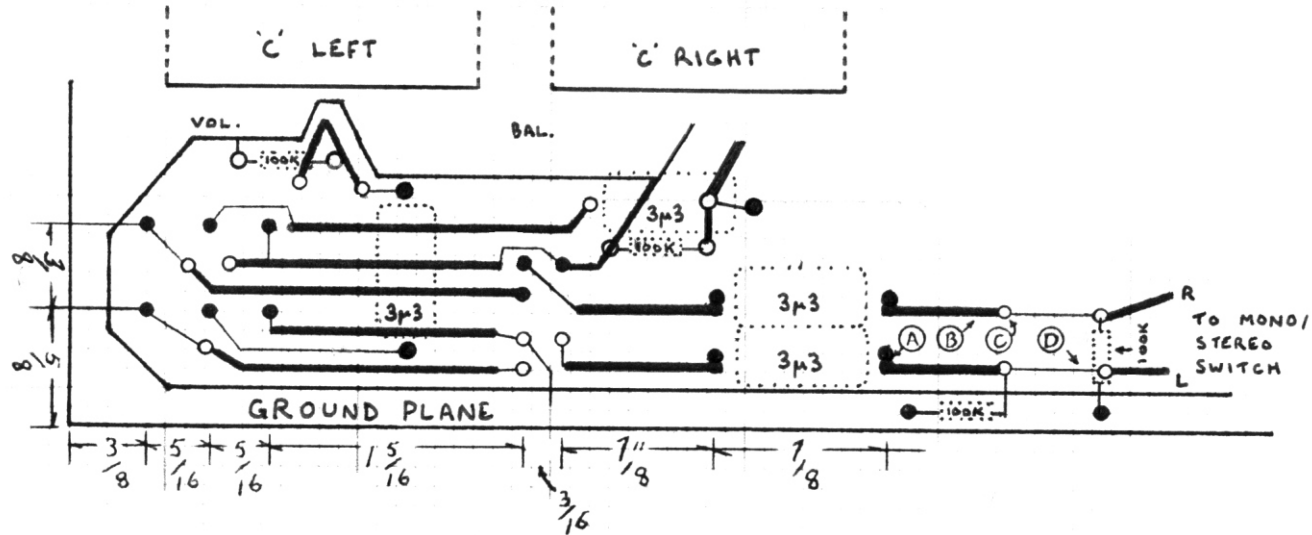 'C' LEFT
'C' RIGHT
VOL.
BAL.
100K
3µ3
100K
3/8
3µ3
3µ3
3µ3
R
TO MONO/
STEREO
SWITCH
A
B
C
D
100K
L
5/8
GROUND PLANE
100K
3/8
5/16
5/16
1 5/16
3/16
7/8"
7/8